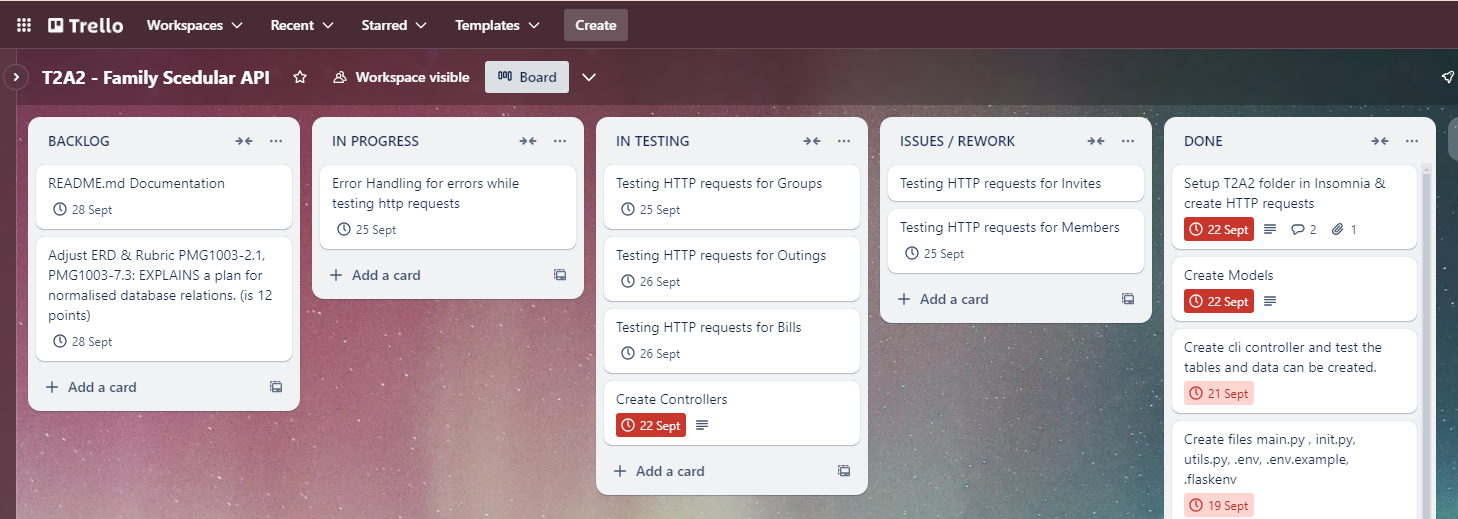 Trello
Workspaces
Recent
Starred
Templates
Create
T2A2 - Family Scedular API
Workspace visible
Board
BACKLOG
README.md Documentation
28 Sept
Adjust ERD & Rubric PMG1003-2.1,
PMG1003-7.3: EXPLAINS a plan for
normalised database relations. (is 12
points)
28 Sept
Add a card
IN PROGRESS
Error Handling for errors while
testing http requests
25 Sept
Add a card
IN TESTING
Testing HTTP requests for Groups
25 Sept
Testing HTTP requests for Outings
26 Sept
Testing HTTP requests for Bills
26 Sept
Create Controllers
22 Sept
Add a card
ISSUES / REWORK
Testing HTTP requests for Invites
Testing HTTP requests for Members
25 Sept
Add a card
DONE
Setup T2A2 folder in Insomnia &
create HTTP requests
22 Sept 2 1
Create Models
22 Sept
Create cli controller and test the
tables and data can be created.
21 Sept
Create files main.py , init.py,
utils.py, .env, .env.example,
.flaskenv
19 Sept